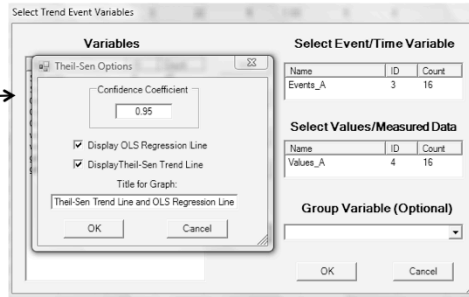 Select Trend Event Variables
Variables
Theil-Sen Options
Confidence Coefficient
0.95
Display OLS Regression Line
DisplayTheil-Sen Trend Line
Title for Graph:
Theil-Sen Trend Line and OLS Regression Line
OK Cancel
Select Event/Time Variable
Name ID Count
Events_A 3 16
Select Values/Measured Data
Name ID Count
Values_A 4 16
Group Variable (Optional)
OK Cancel